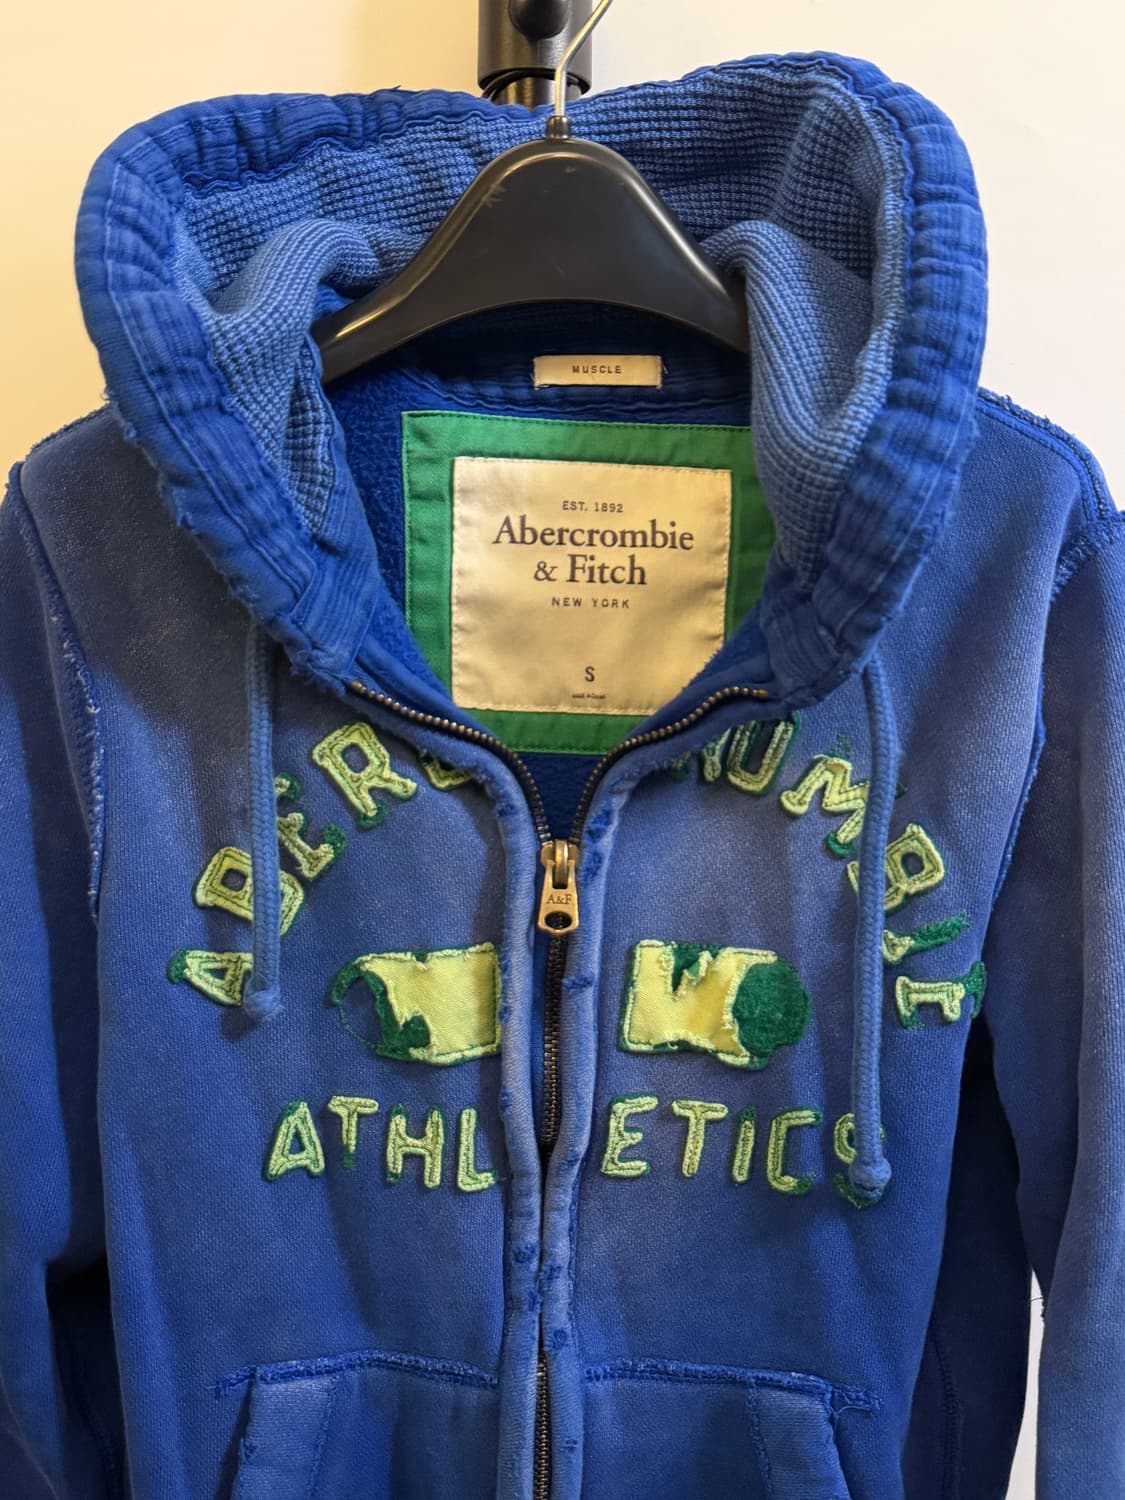 MUSCLE
EST. 1892
Abercrombie
& Fitch
NEW YORK
S
A&F
ATHLETICS